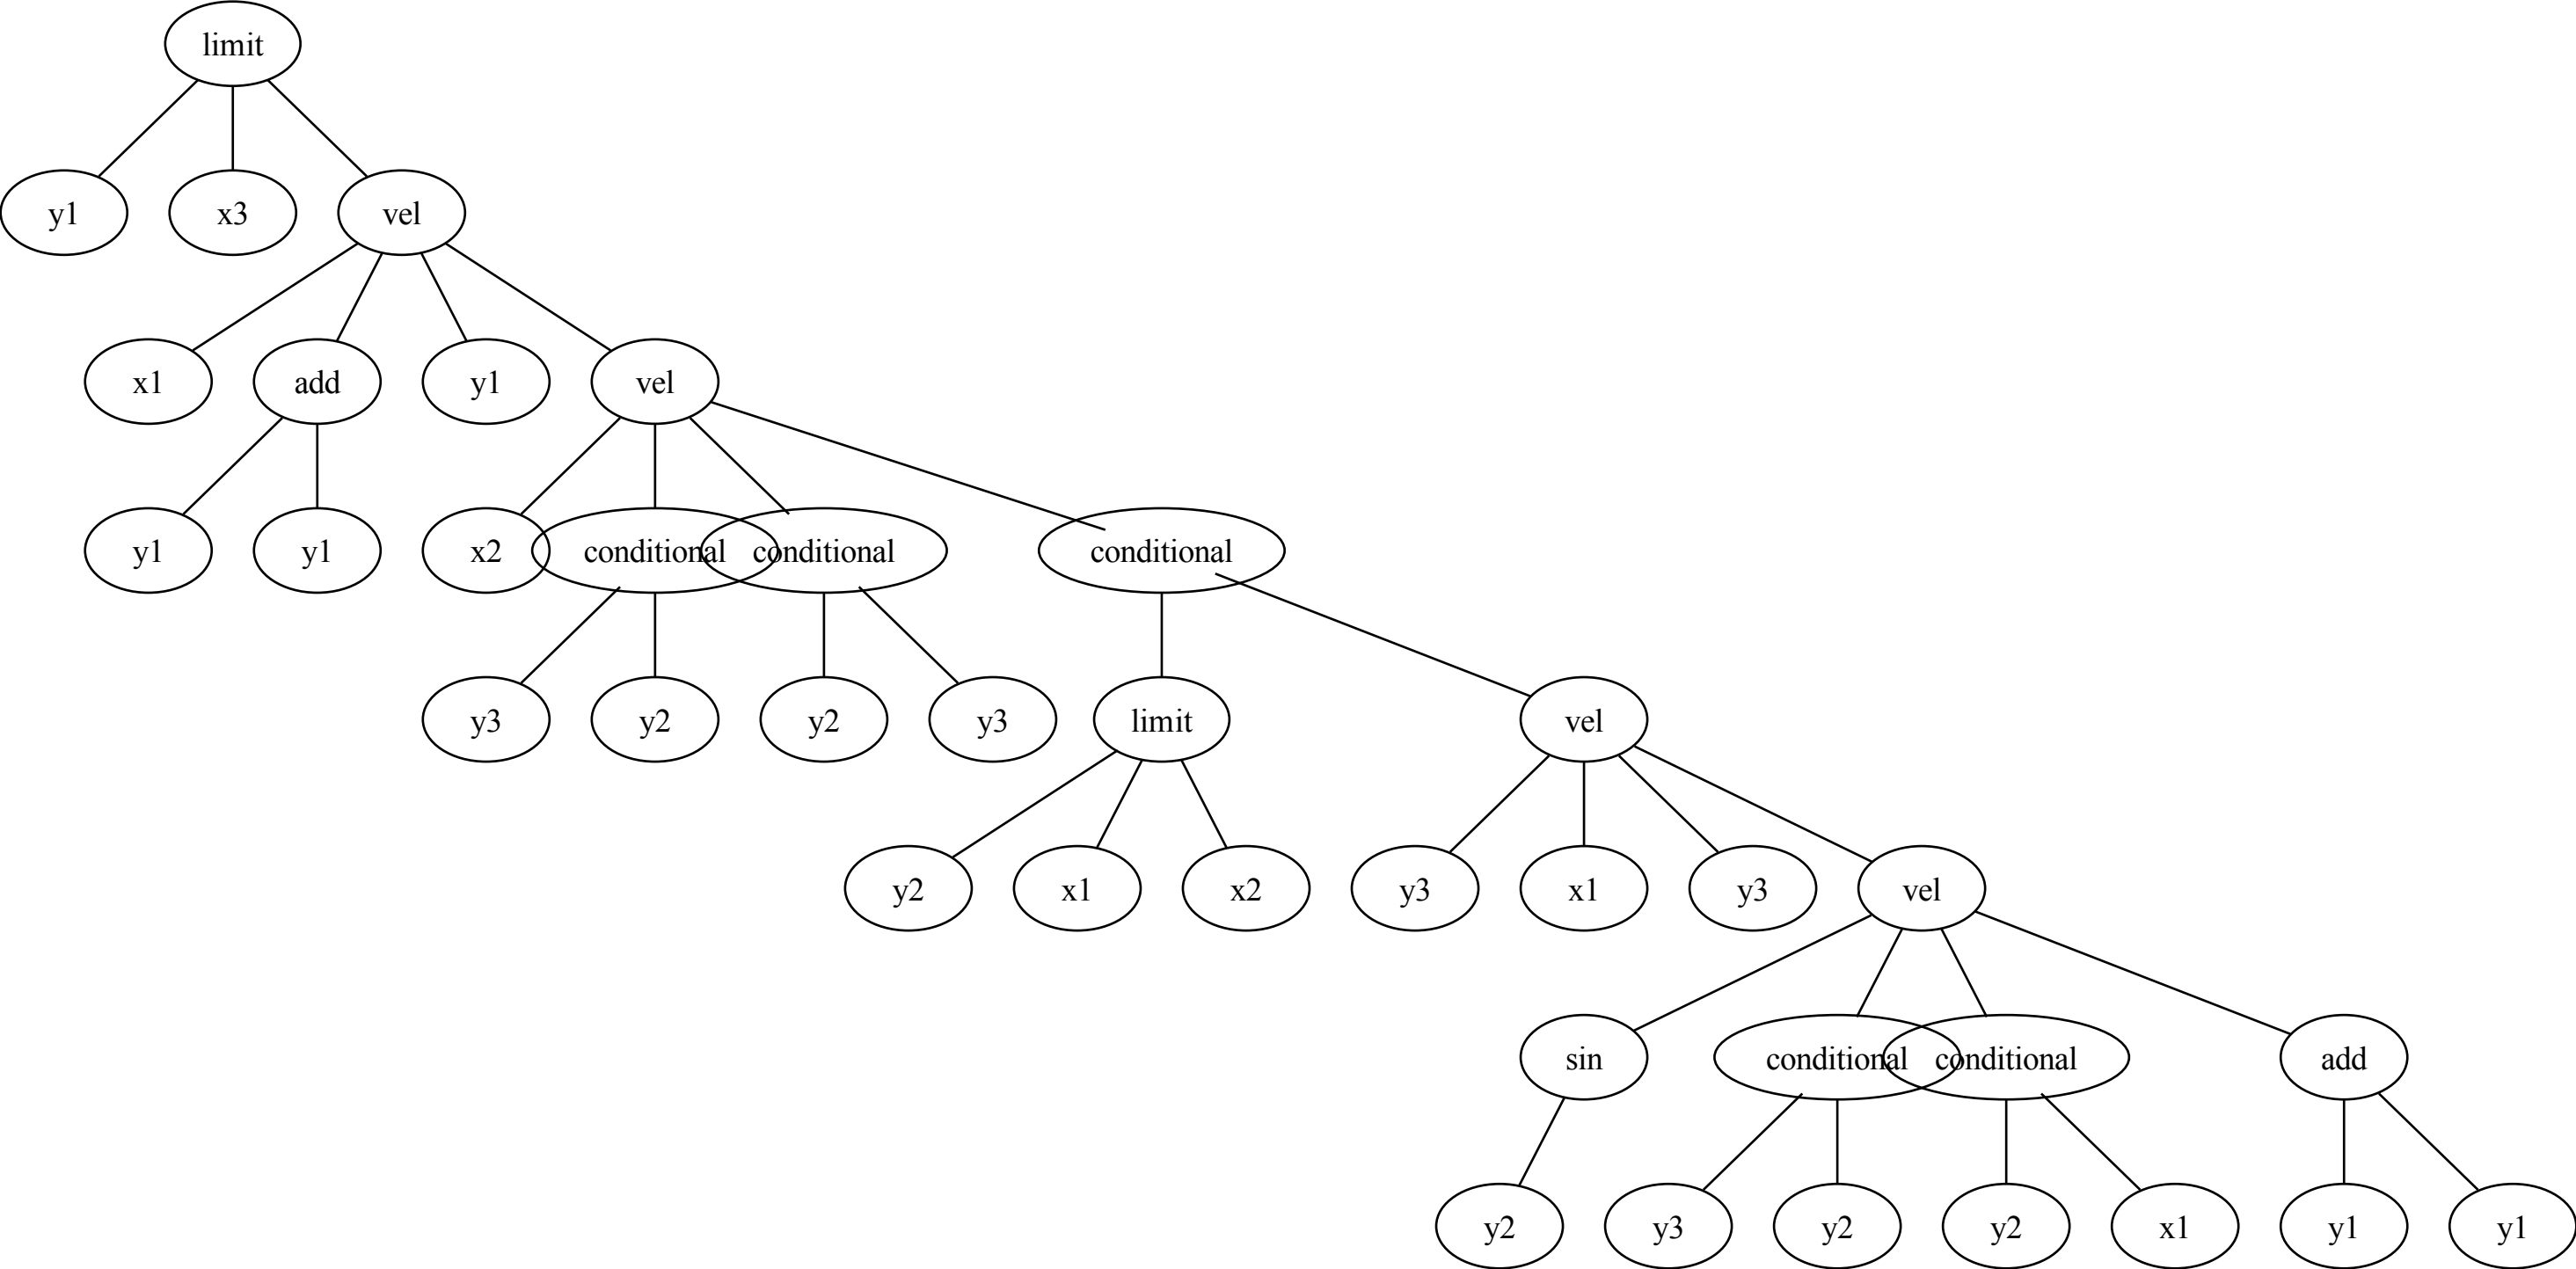 limit
y1 x3 vel
x1 add y1 vel
y1 y1 x2 conditional conditional conditional
y3 y2 y2 y3 limit vel
y2 x1 x2 y3 x1 y3 vel
sin conditional conditional add
y2 y3 y2 y2 x1 y1 y1